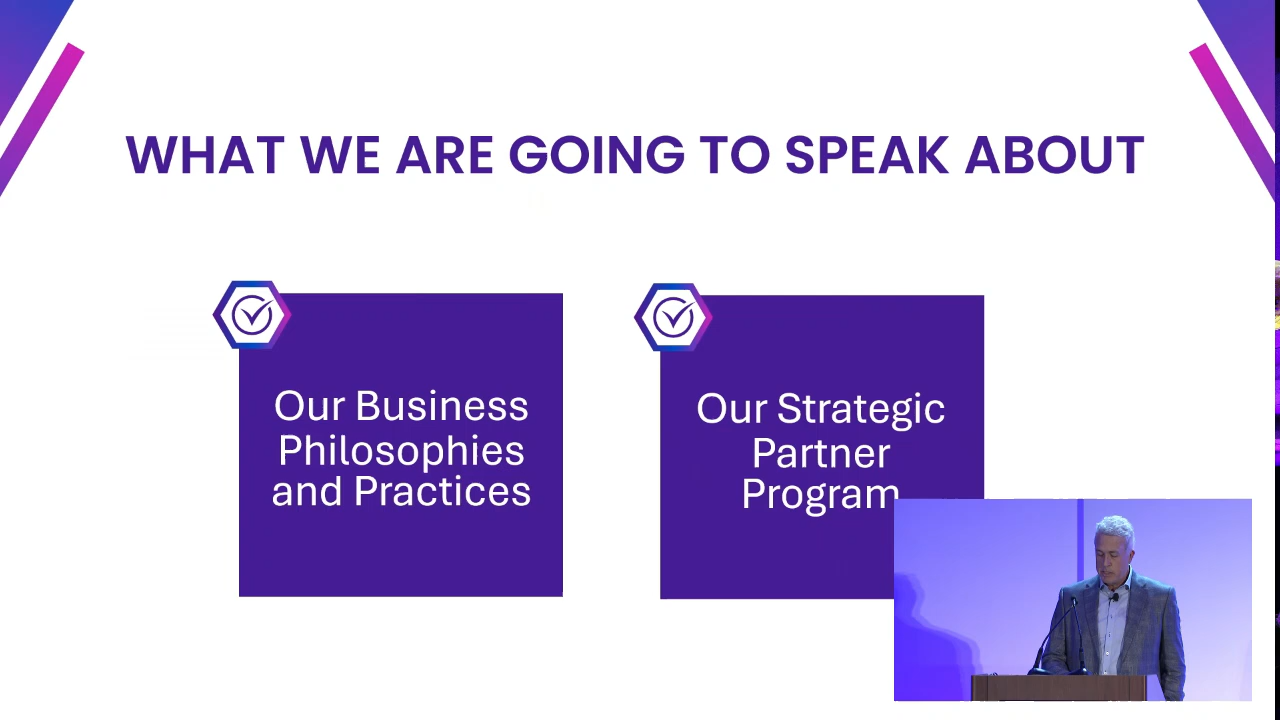 WHAT WE ARE GOING TO SPEAK ABOUT
Our Business
Philosophies
and Practices
Our Strategic
Partner
Program